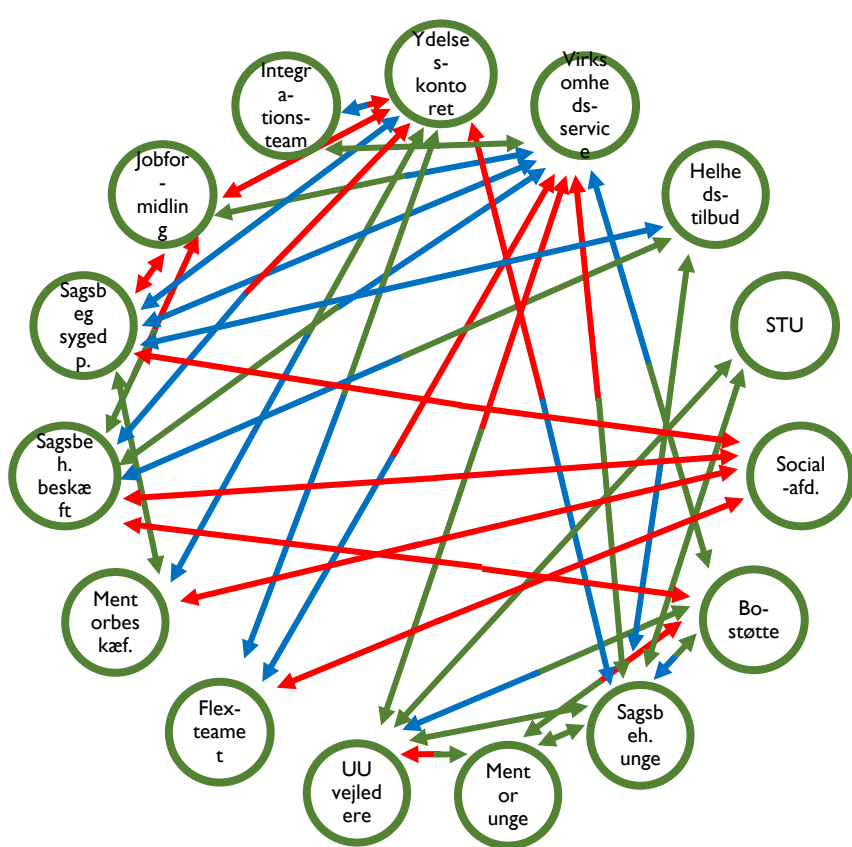 Ydelse
s-
konto
ret
Virks
omhe
ds-
servic
e
Integr
a-
tions-
team
Jobfor
-
midlin
g
Helhe
ds-
tilbud
Sagsb
eg
syged
p.
STU
Sagsbe
h.
beskæ
ft
Social
-afd.
Ment
orbes
kæf.
Bo-
støtte
Flex-
teame
t
Sagsb
eh.
unge
UU
vejled
ere
Ment
or
unge